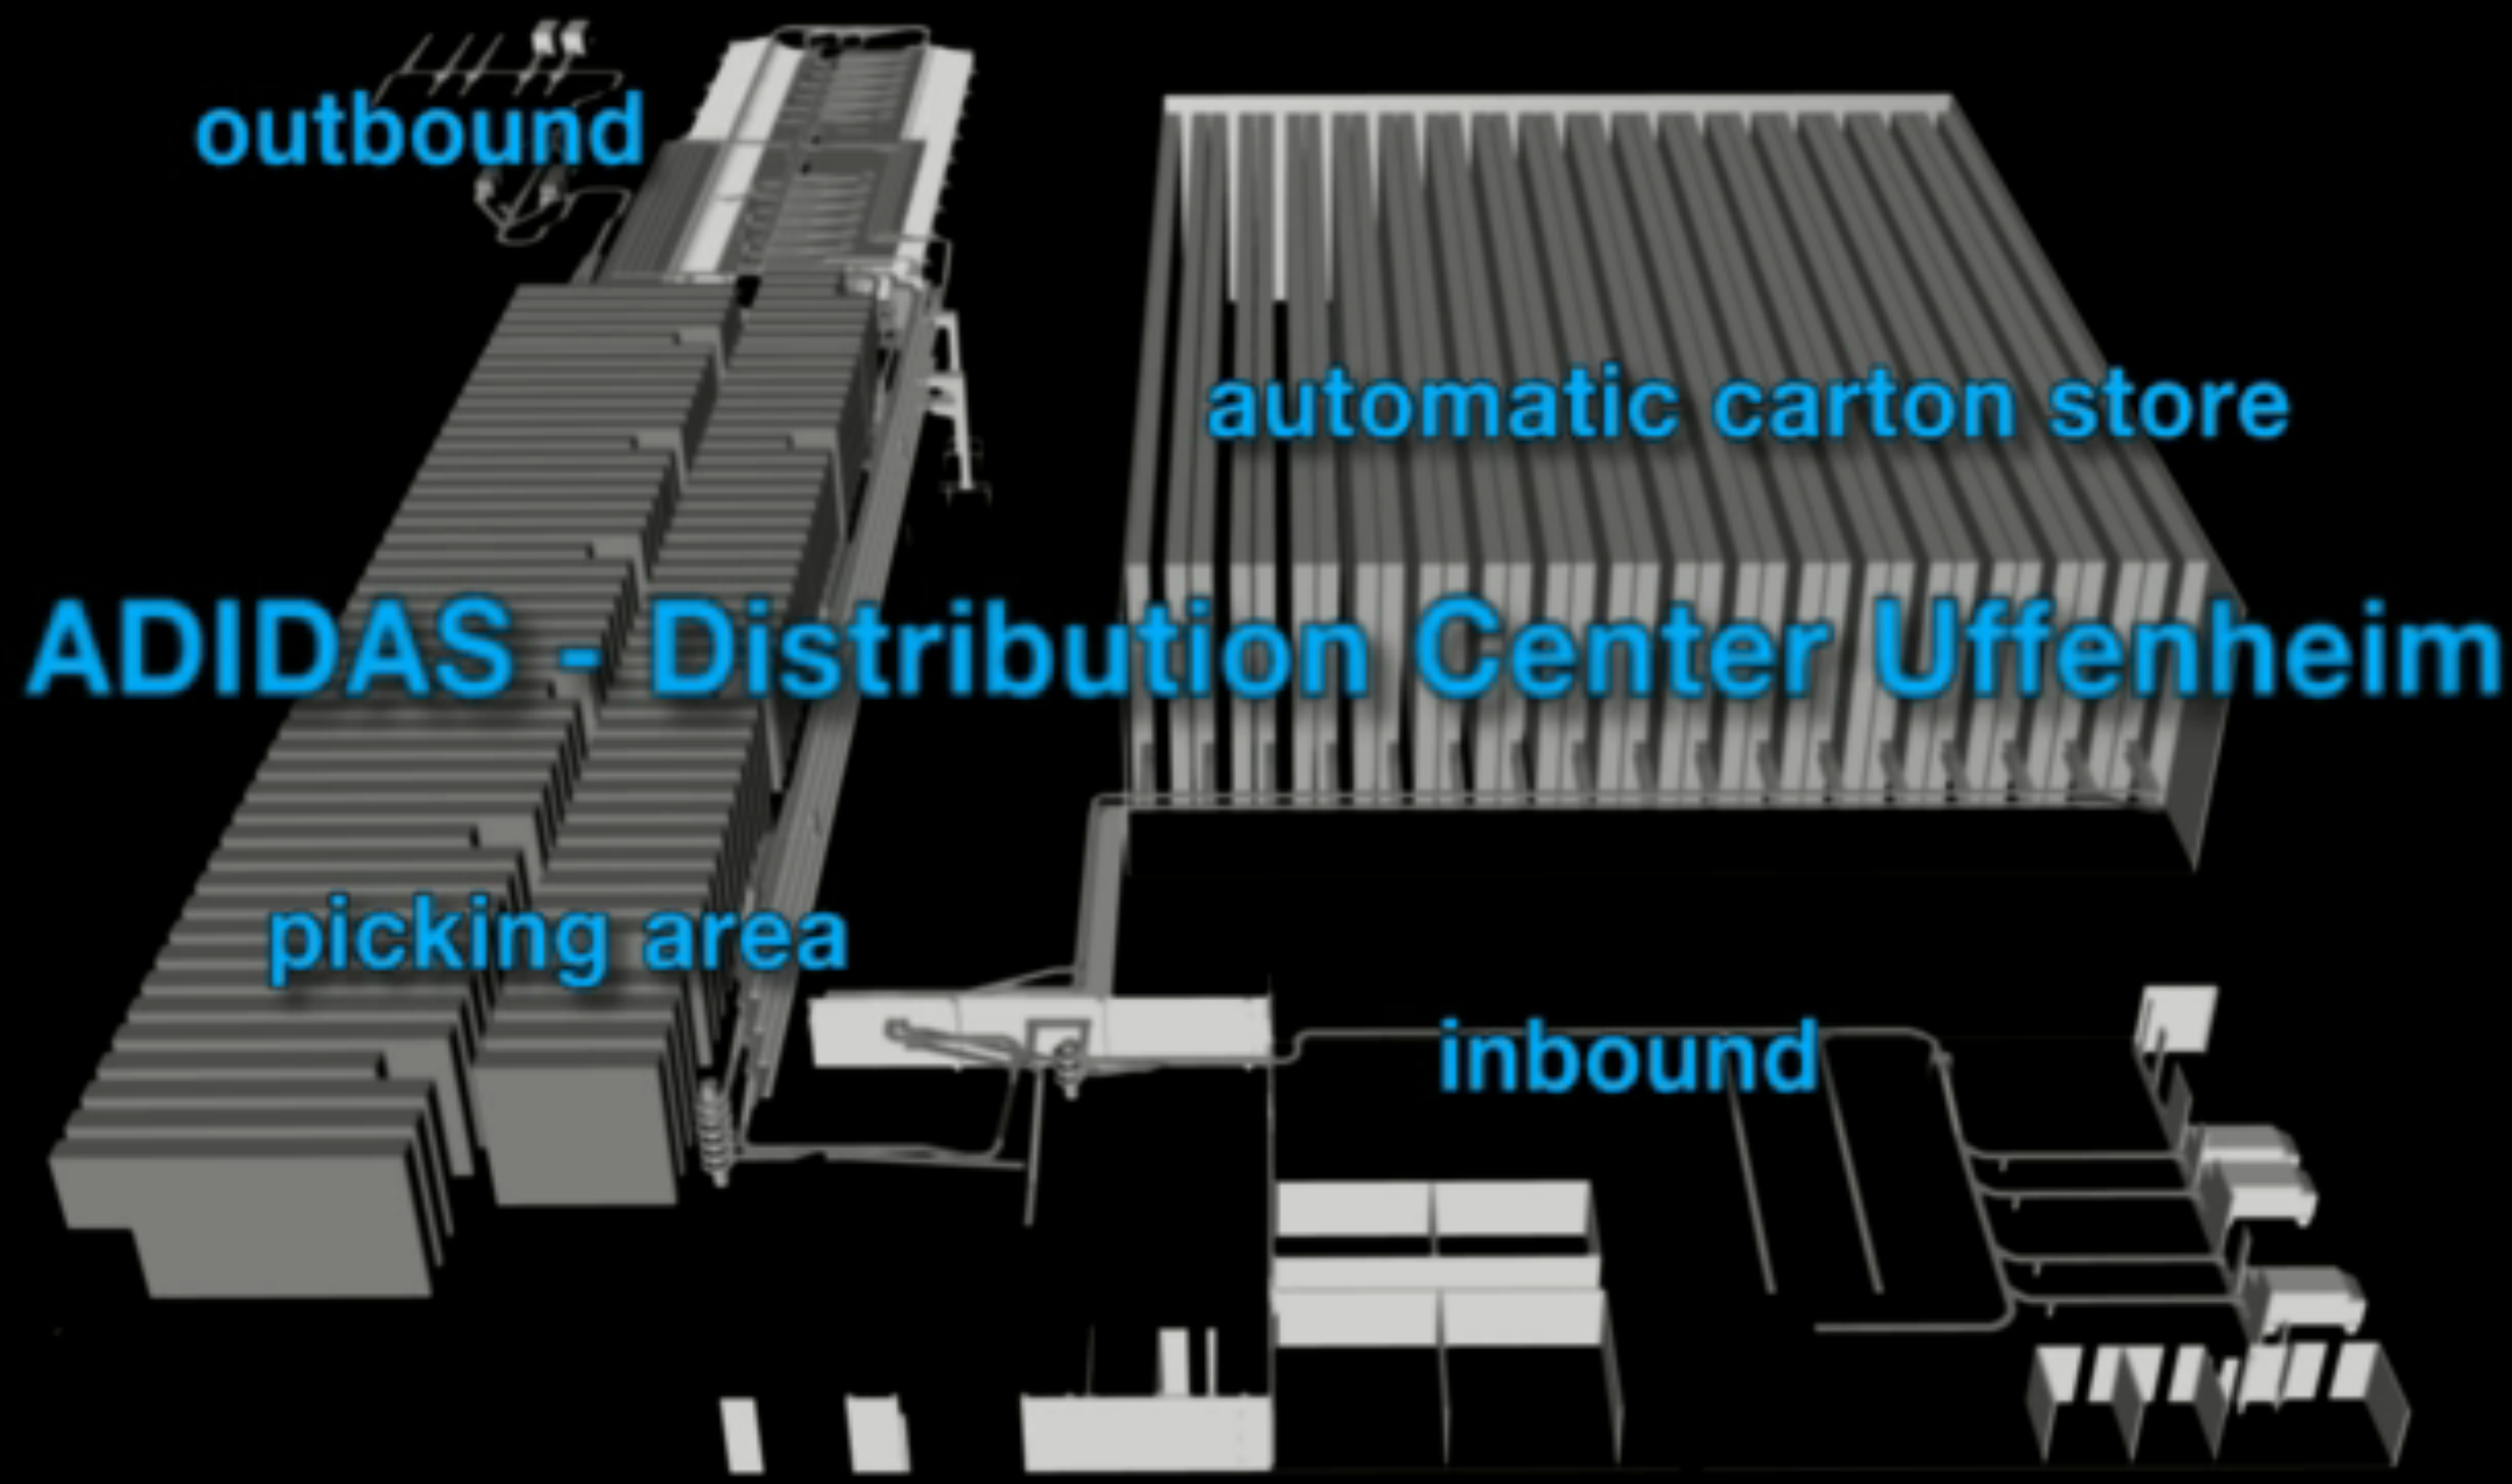 outbound
automatic carton store
ADIDAS - Distribution Center Uffenheim
picking area
inbound